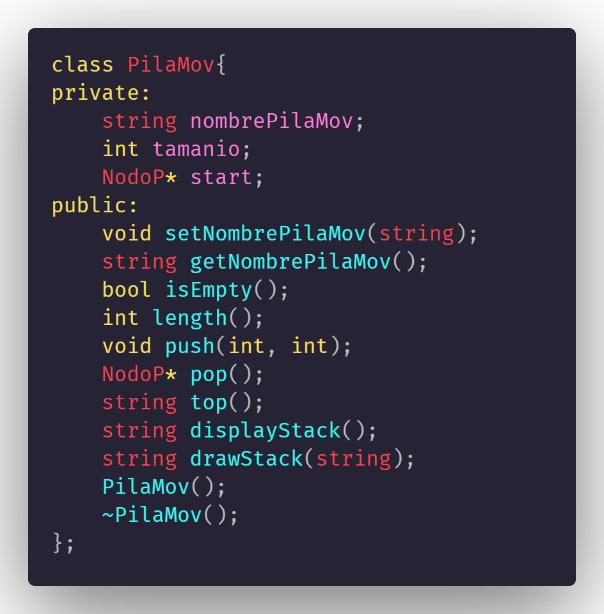 class PilaMov{
private:
    string nombrePilaMov;
    int tamanio;
    NodoP* start;
public:
    void setNombrePilaMov(string);
    string getNombrePilaMov();
    bool isEmpty();
    int length();
    void push(int, int);
    NodoP* pop();
    string top();
    string displayStack();
    string drawStack(string);
    PilaMov();
    ~PilaMov();
};